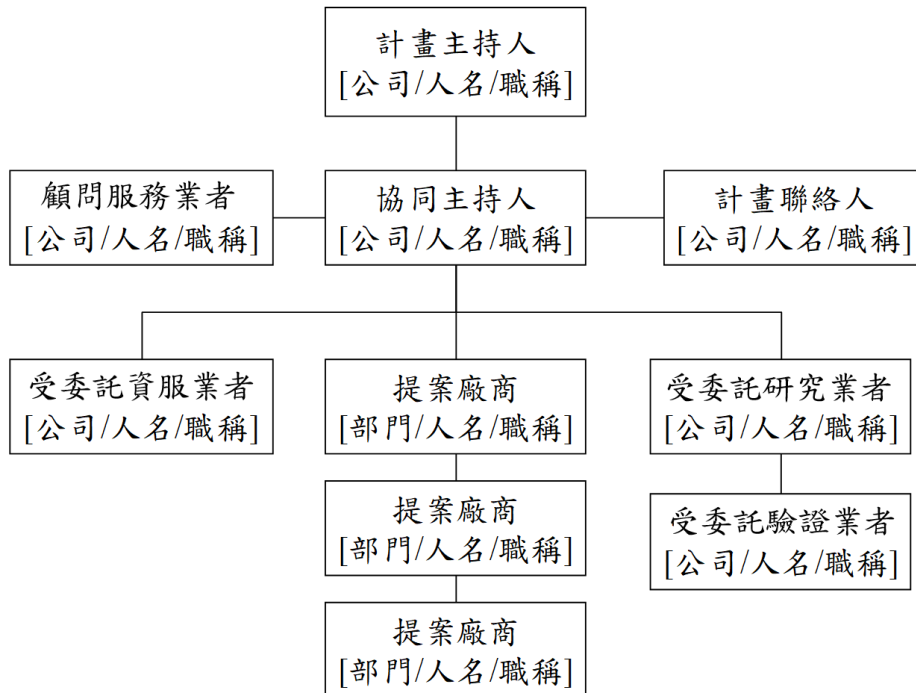 計畫主持人
[公司/人名/職稱]
顧問服務業者
[公司/人名/職稱]
協同主持人
[公司/人名/職稱]
計畫聯絡人
[公司/人名/職稱]
受委託資服業者
[公司/人名/職稱]
提案廠商
[部門/人名/職稱]
受委託研究業者
[公司/人名/職稱]
提案廠商
[部門/人名/職稱]
受委託驗證業者
[公司/人名/職稱]
提案廠商
[部門/人名/職稱]